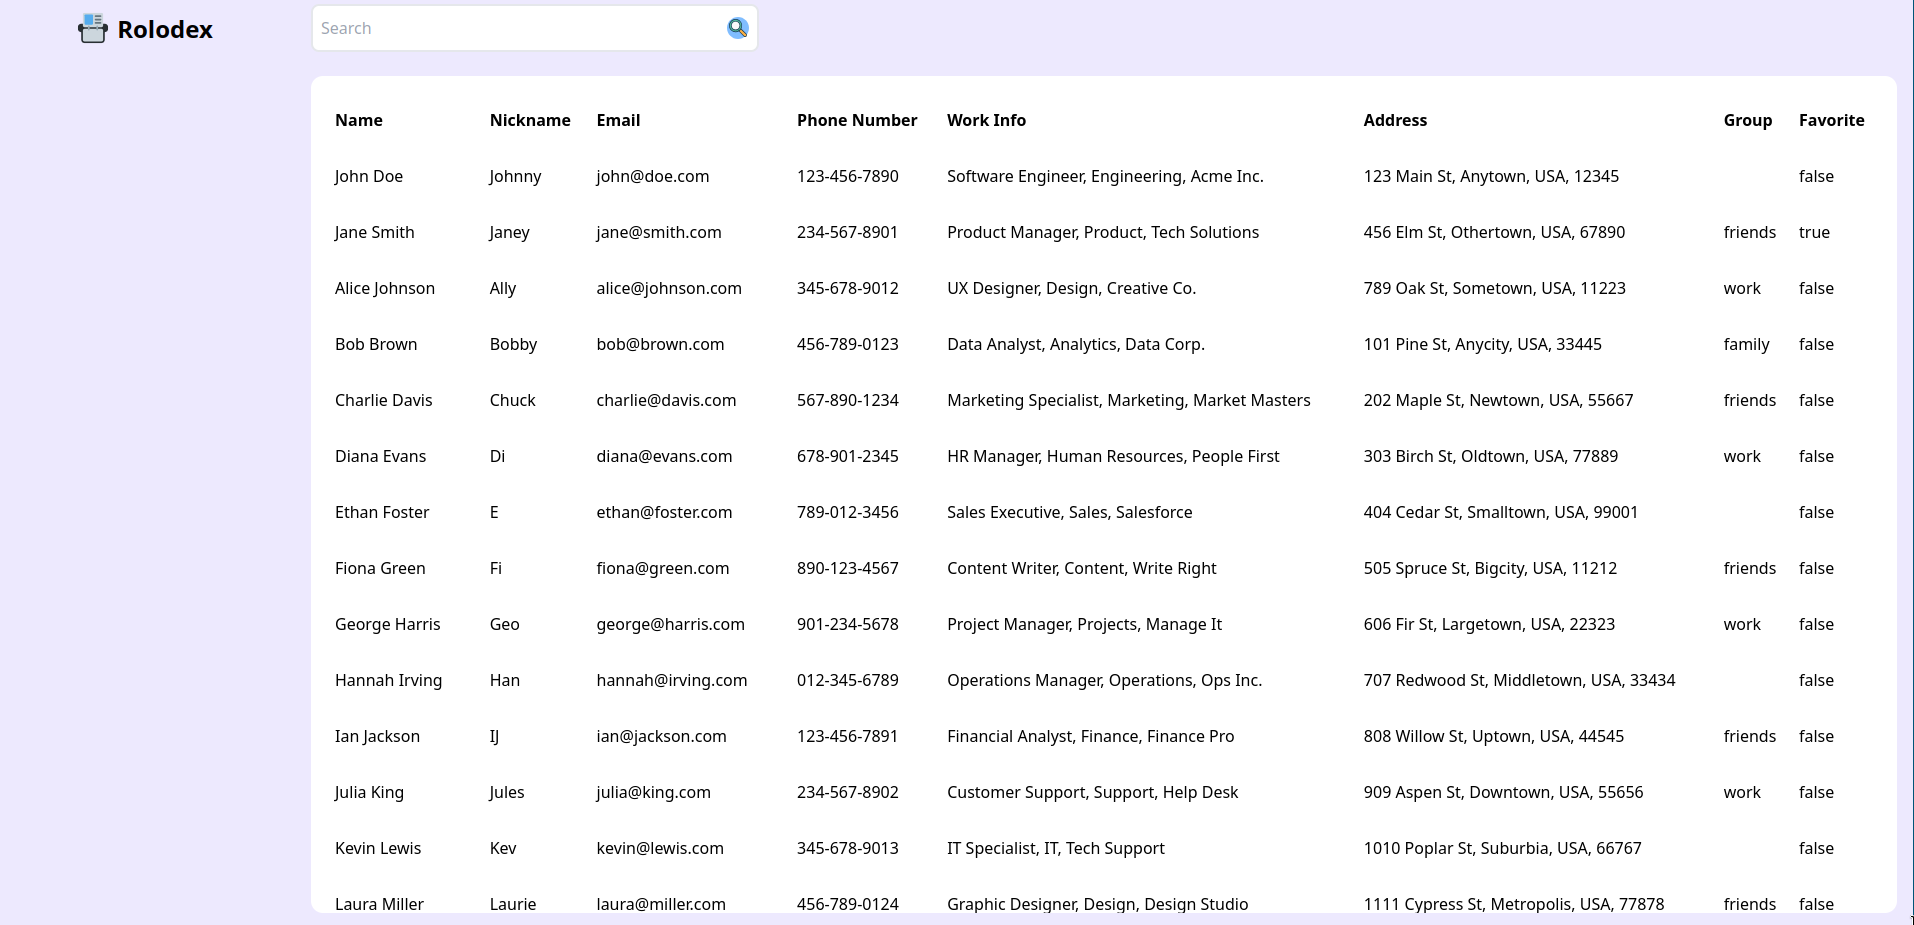 Rolodex
Search
Name Nickname Email Phone Number Work Info Address Group Favorite
John Doe Johnny john@doe.com 123-456-7890 Software Engineer, Engineering, Acme Inc. 123 Main St, Anytown, USA, 12345 false
Jane Smith Janey jane@smith.com 234-567-8901 Product Manager, Product, Tech Solutions 456 Elm St, Othertown, USA, 67890 friends true
Alice Johnson Ally alice@johnson.com 345-678-9012 UX Designer, Design, Creative Co. 789 Oak St, Sometown, USA, 11223 work false
Bob Brown Bobby bob@brown.com 456-789-0123 Data Analyst, Analytics, Data Corp. 101 Pine St, Anycity, USA, 33445 family false
Charlie Davis Chuck charlie@davis.com 567-890-1234 Marketing Specialist, Marketing, Market Masters 202 Maple St, Newtown, USA, 55667 friends false
Diana Evans Di diana@evans.com 678-901-2345 HR Manager, Human Resources, People First 303 Birch St, Oldtown, USA, 77889 work false
Ethan Foster E ethan@foster.com 789-012-3456 Sales Executive, Sales, Salesforce 404 Cedar St, Smalltown, USA, 99001 false
Fiona Green Fi fiona@green.com 890-123-4567 Content Writer, Content, Write Right 505 Spruce St, Bigcity, USA, 11212 friends false
George Harris Geo george@harris.com 901-234-5678 Project Manager, Projects, Manage It 606 Fir St, Largetown, USA, 22323 work false
Hannah Irving Han hannah@irving.com 012-345-6789 Operations Manager, Operations, Ops Inc. 707 Redwood St, Middletown, USA, 33434 false
Ian Jackson IJ ian@jackson.com 123-456-7891 Financial Analyst, Finance, Finance Pro 808 Willow St, Uptown, USA, 44545 friends false
Julia King Jules julia@king.com 234-567-8902 Customer Support, Support, Help Desk 909 Aspen St, Downtown, USA, 55656 work false
Kevin Lewis Kev kevin@lewis.com 345-678-9013 IT Specialist, IT, Tech Support 1010 Poplar St, Suburbia, USA, 66767 false
Laura Miller Laurie laura@miller.com 456-789-0124 Graphic Designer, Design, Design Studio 1111 Cypress St, Metropolis, USA, 77878 friends false